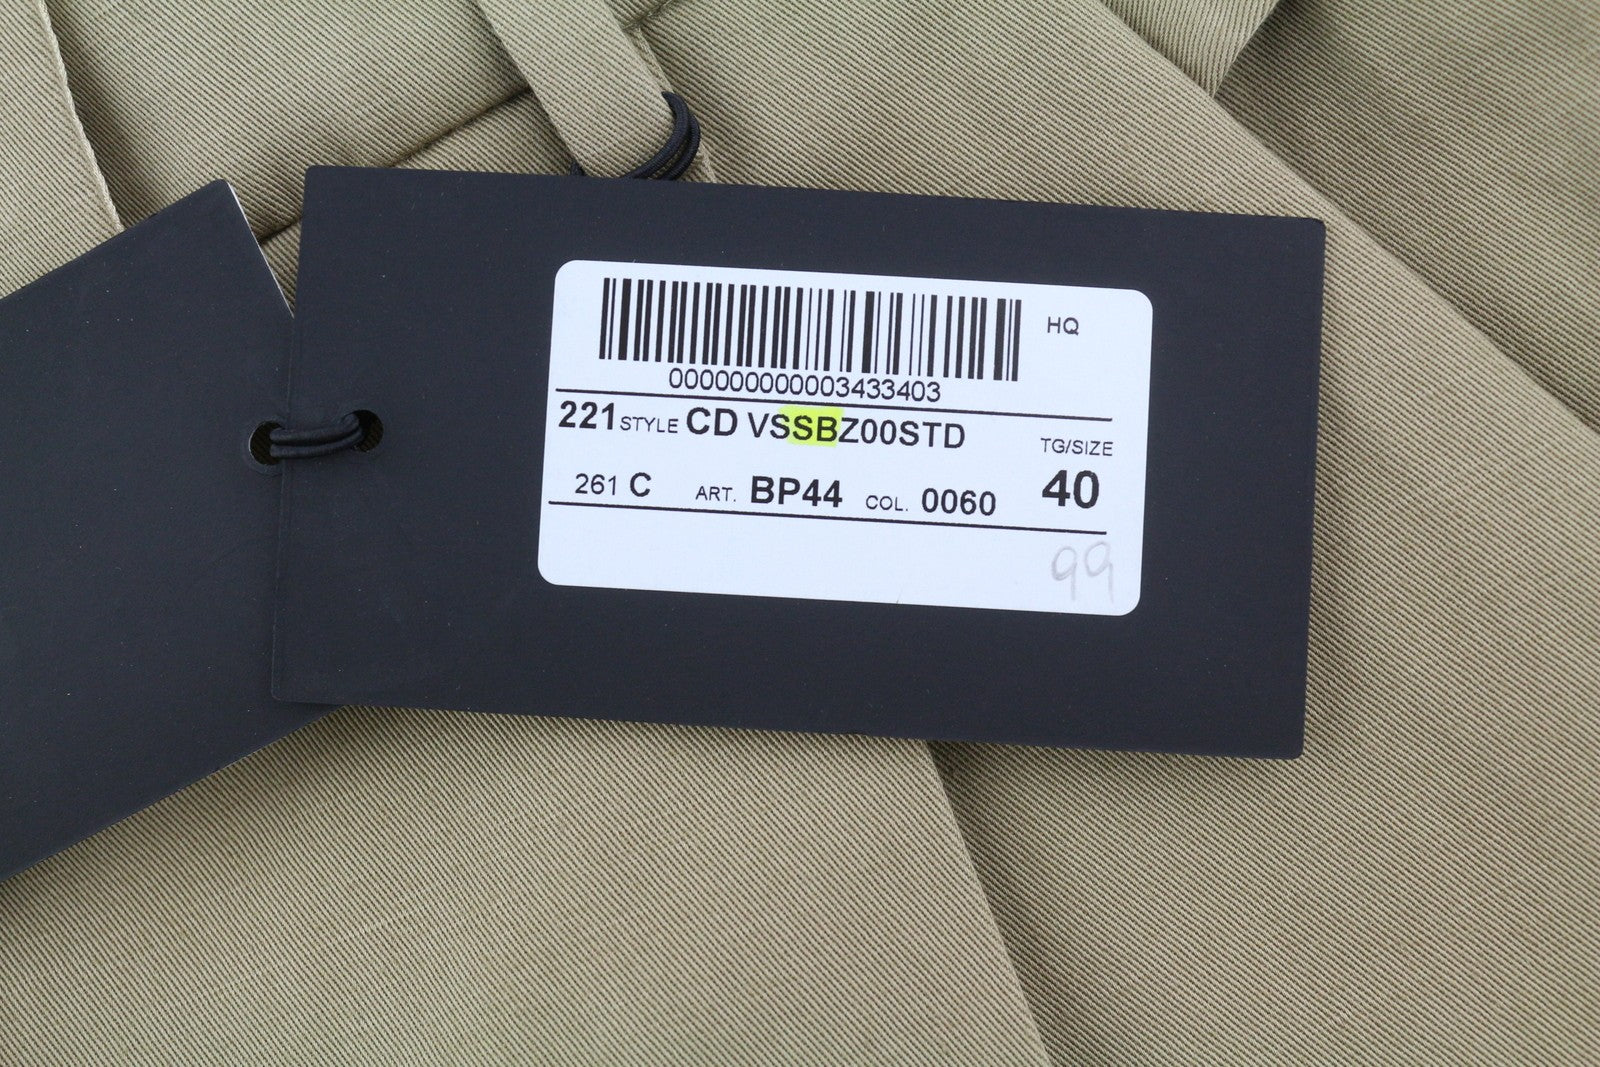 HQ
000000000003433403
221 STYLE CD VSSBZ00STD
TG/SIZE
261 C ART. BP44 COL. 0060 40
99